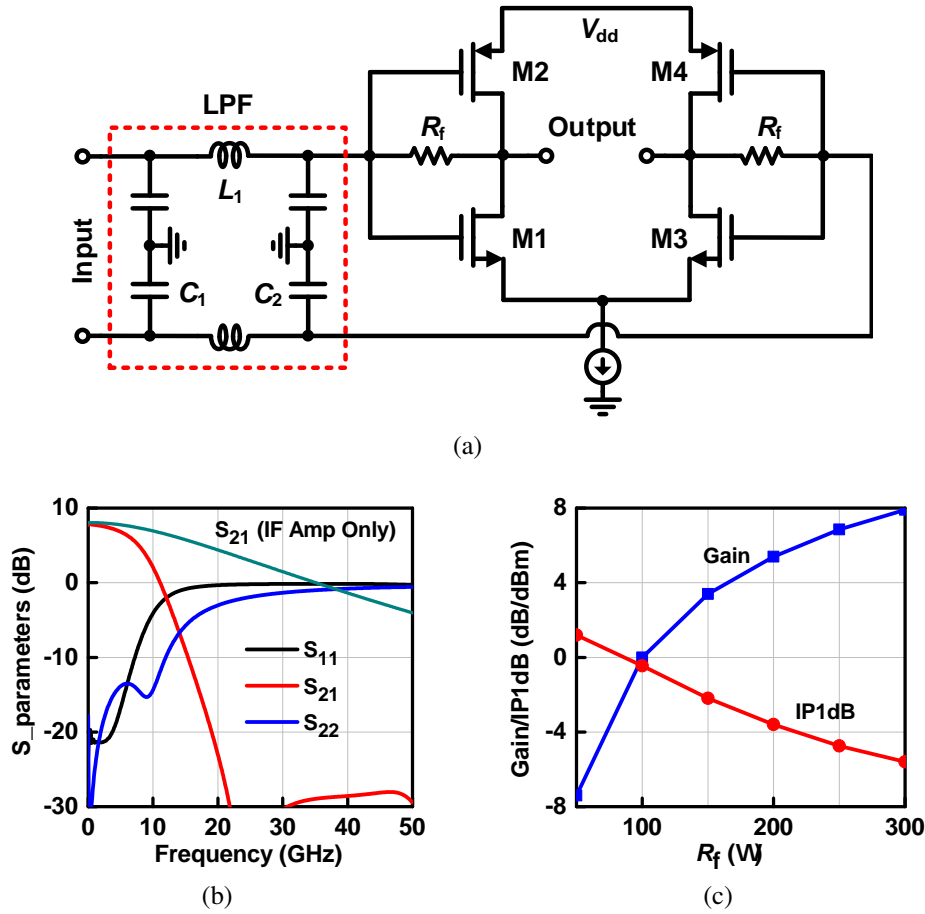 V_dd
M2
M4
LPF
R_f
Output
R_f
L_1
Input
M1
M3
C_1
C_2
(a)
10
0
-10
-20
-30
S_parameters (dB)
S_21 (IF Amp Only)
S_11
S_21
S_22
0
10
20
30
40
50
Frequency (GHz)
(b)
8
4
0
-4
-8
Gain/IP1dB (dB/dBm)
Gain
IP1dB
100
200
300
R_f (W)
(c)